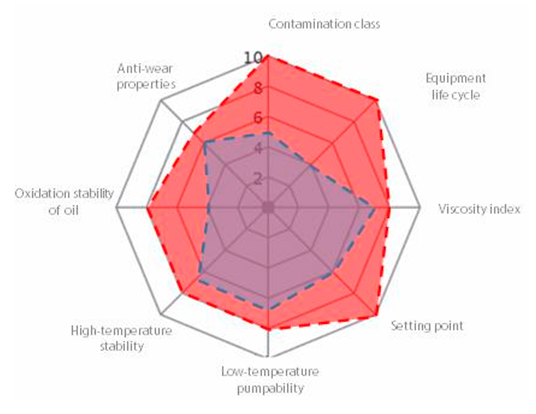 Contamination class
Anti-wear
properties
Equipment
life cycle
10
8
6
4
2
Oxidation stability
of oil
Viscosity index
High-temperature
stability
Setting point
Low-temperature
pumpability